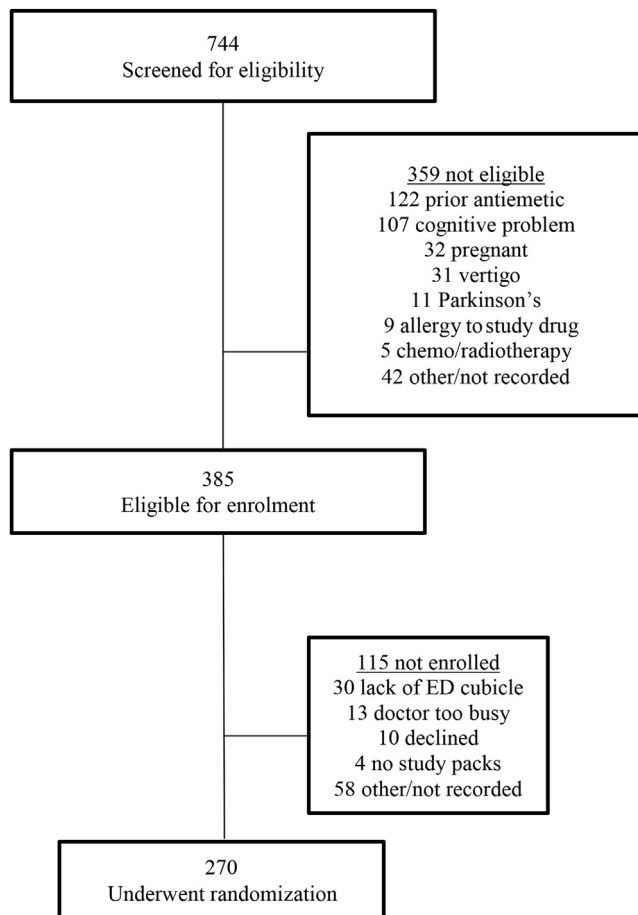 744
Screened for eligibility
359 not eligible
122 prior antiemetic
107 cognitive problem
32 pregnant
31 vertigo
11 Parkinson’s
9 allergy to study drug
5 chemo/radiotherapy
42 other/not recorded
385
Eligible for enrolment
115 not enrolled
30 lack of ED cubicle
13 doctor too busy
10 declined
4 no study packs
58 other/not recorded
270
Underwent randomization